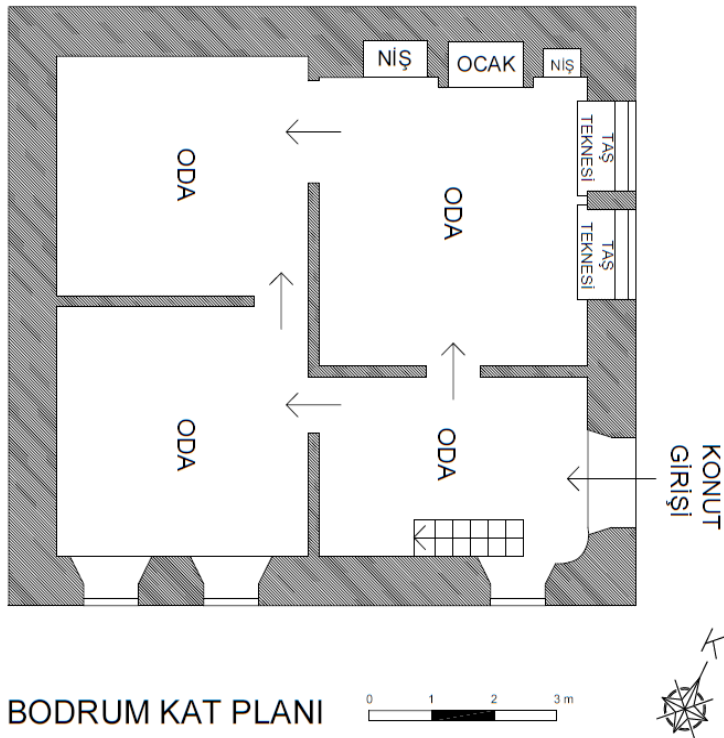 NİŞ
OCAK
NİŞ
TAŞ
TEKNESİ
TAŞ
TEKNESİ
ODA
ODA
ODA
ODA
KONUT
GİRİŞİ
K
BODRUM KAT PLANI
0 1 2 3 m